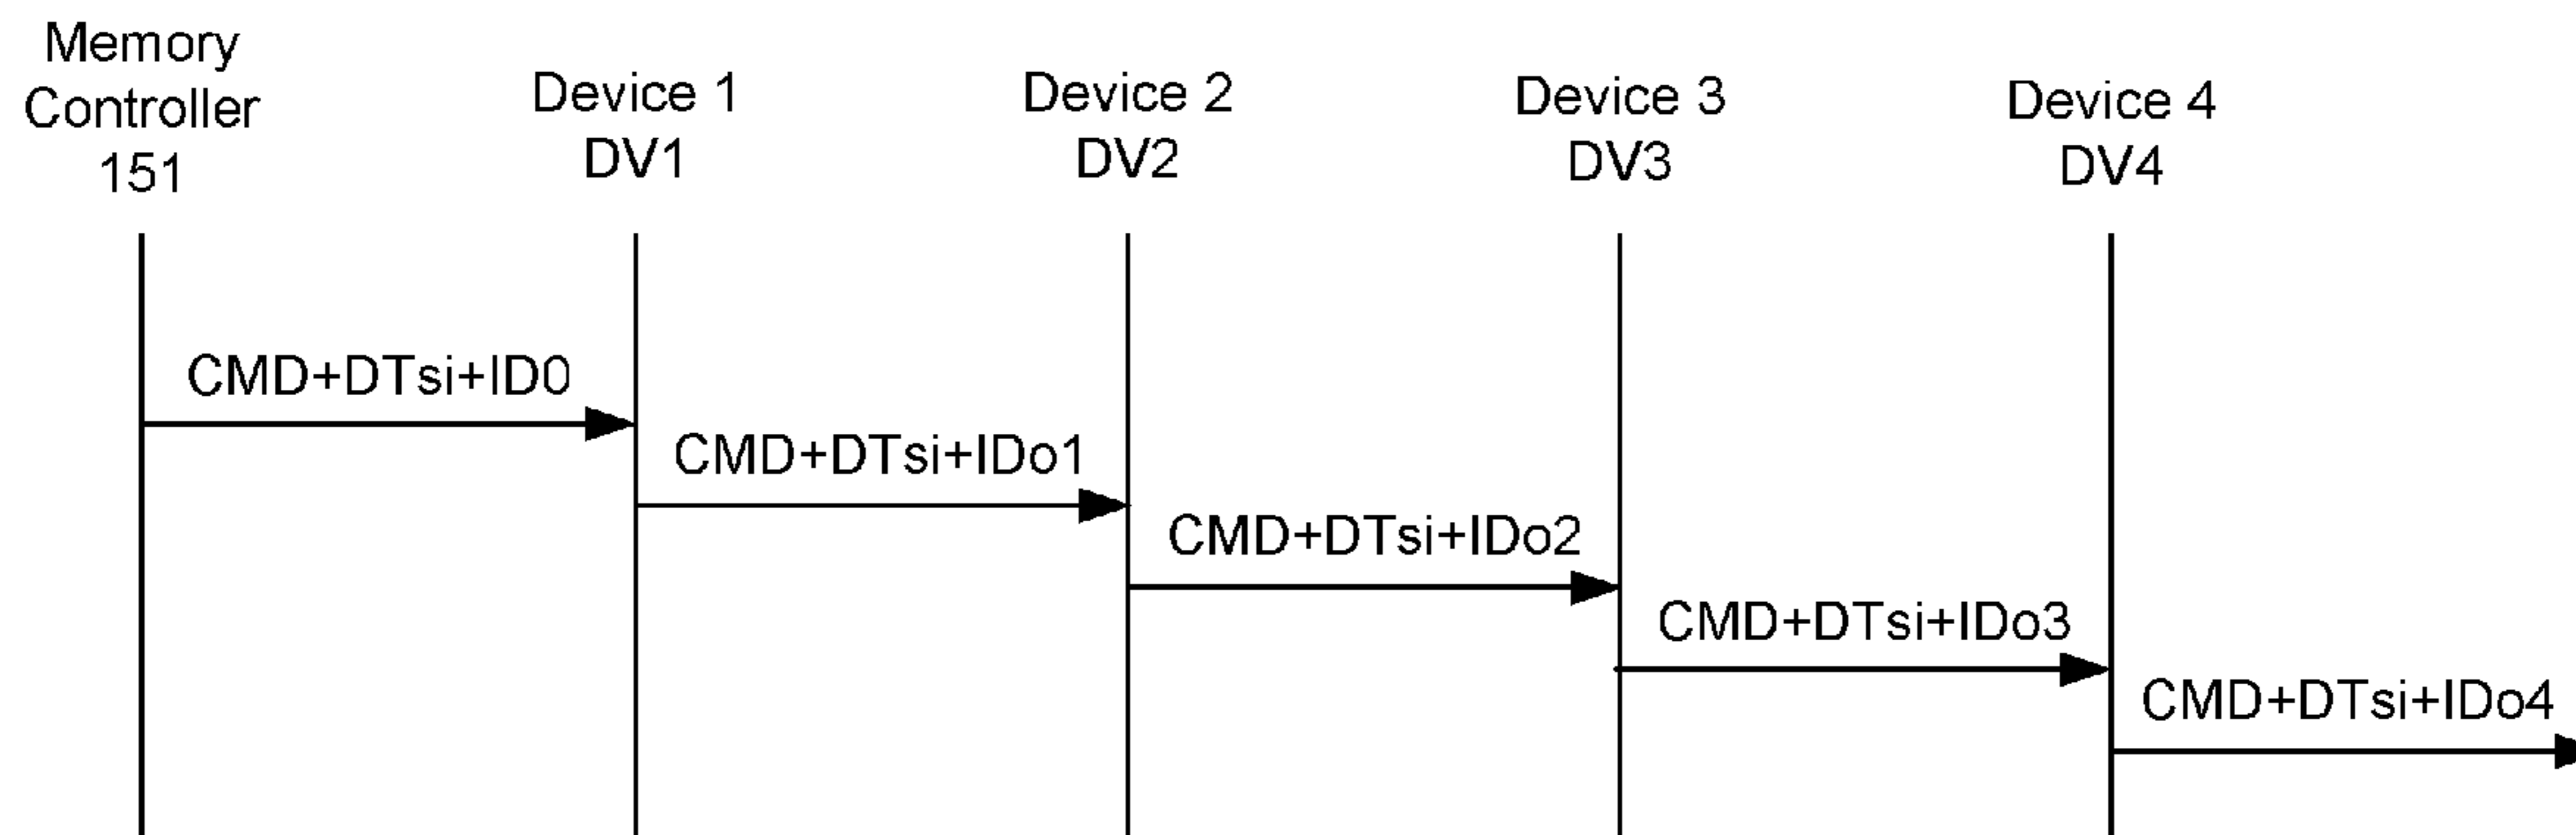 Memory
Controller
151
Device 1
DV1
Device 2
DV2
Device 3
DV3
Device 4
DV4
CMD+DTsi+ID0
CMD+DTsi+IDo1
CMD+DTsi+IDo2
CMD+DTsi+IDo3
CMD+DTsi+IDo4